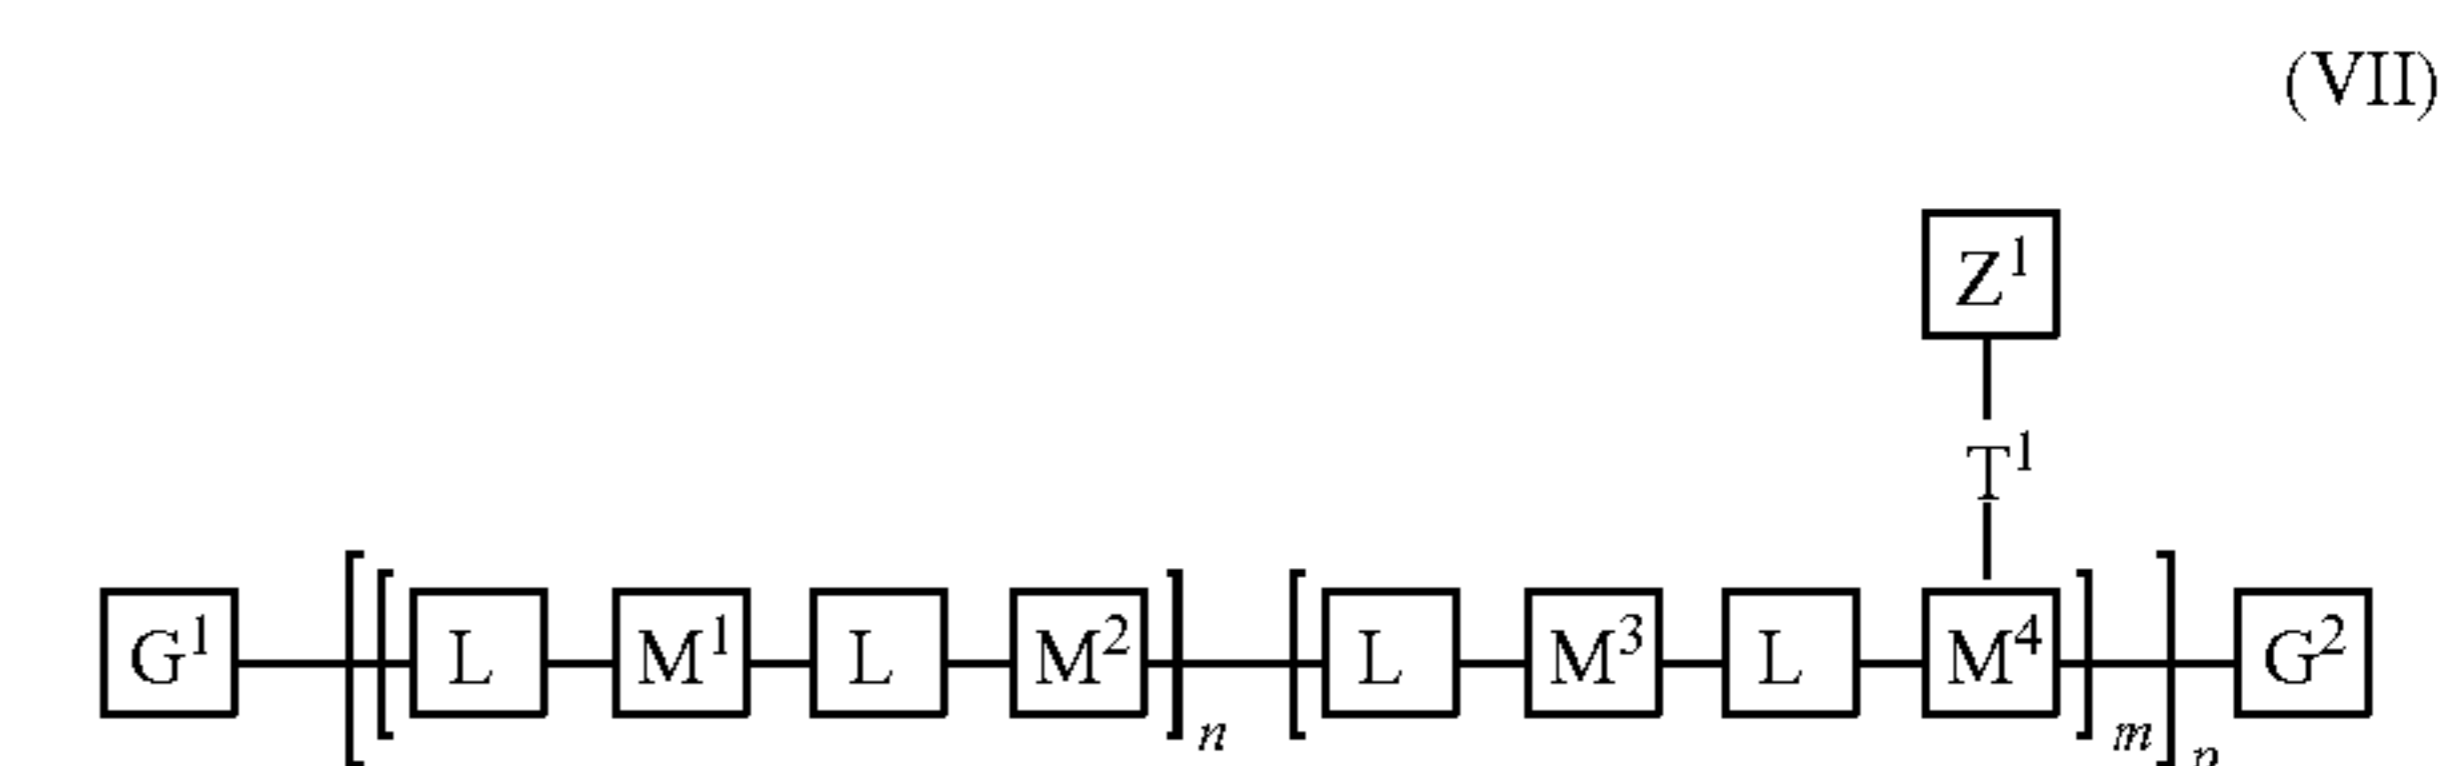 (VII)
Z¹
T¹
G¹ [ [ L M¹ L M² ]n [ L M³ L M⁴ ]m ] G²